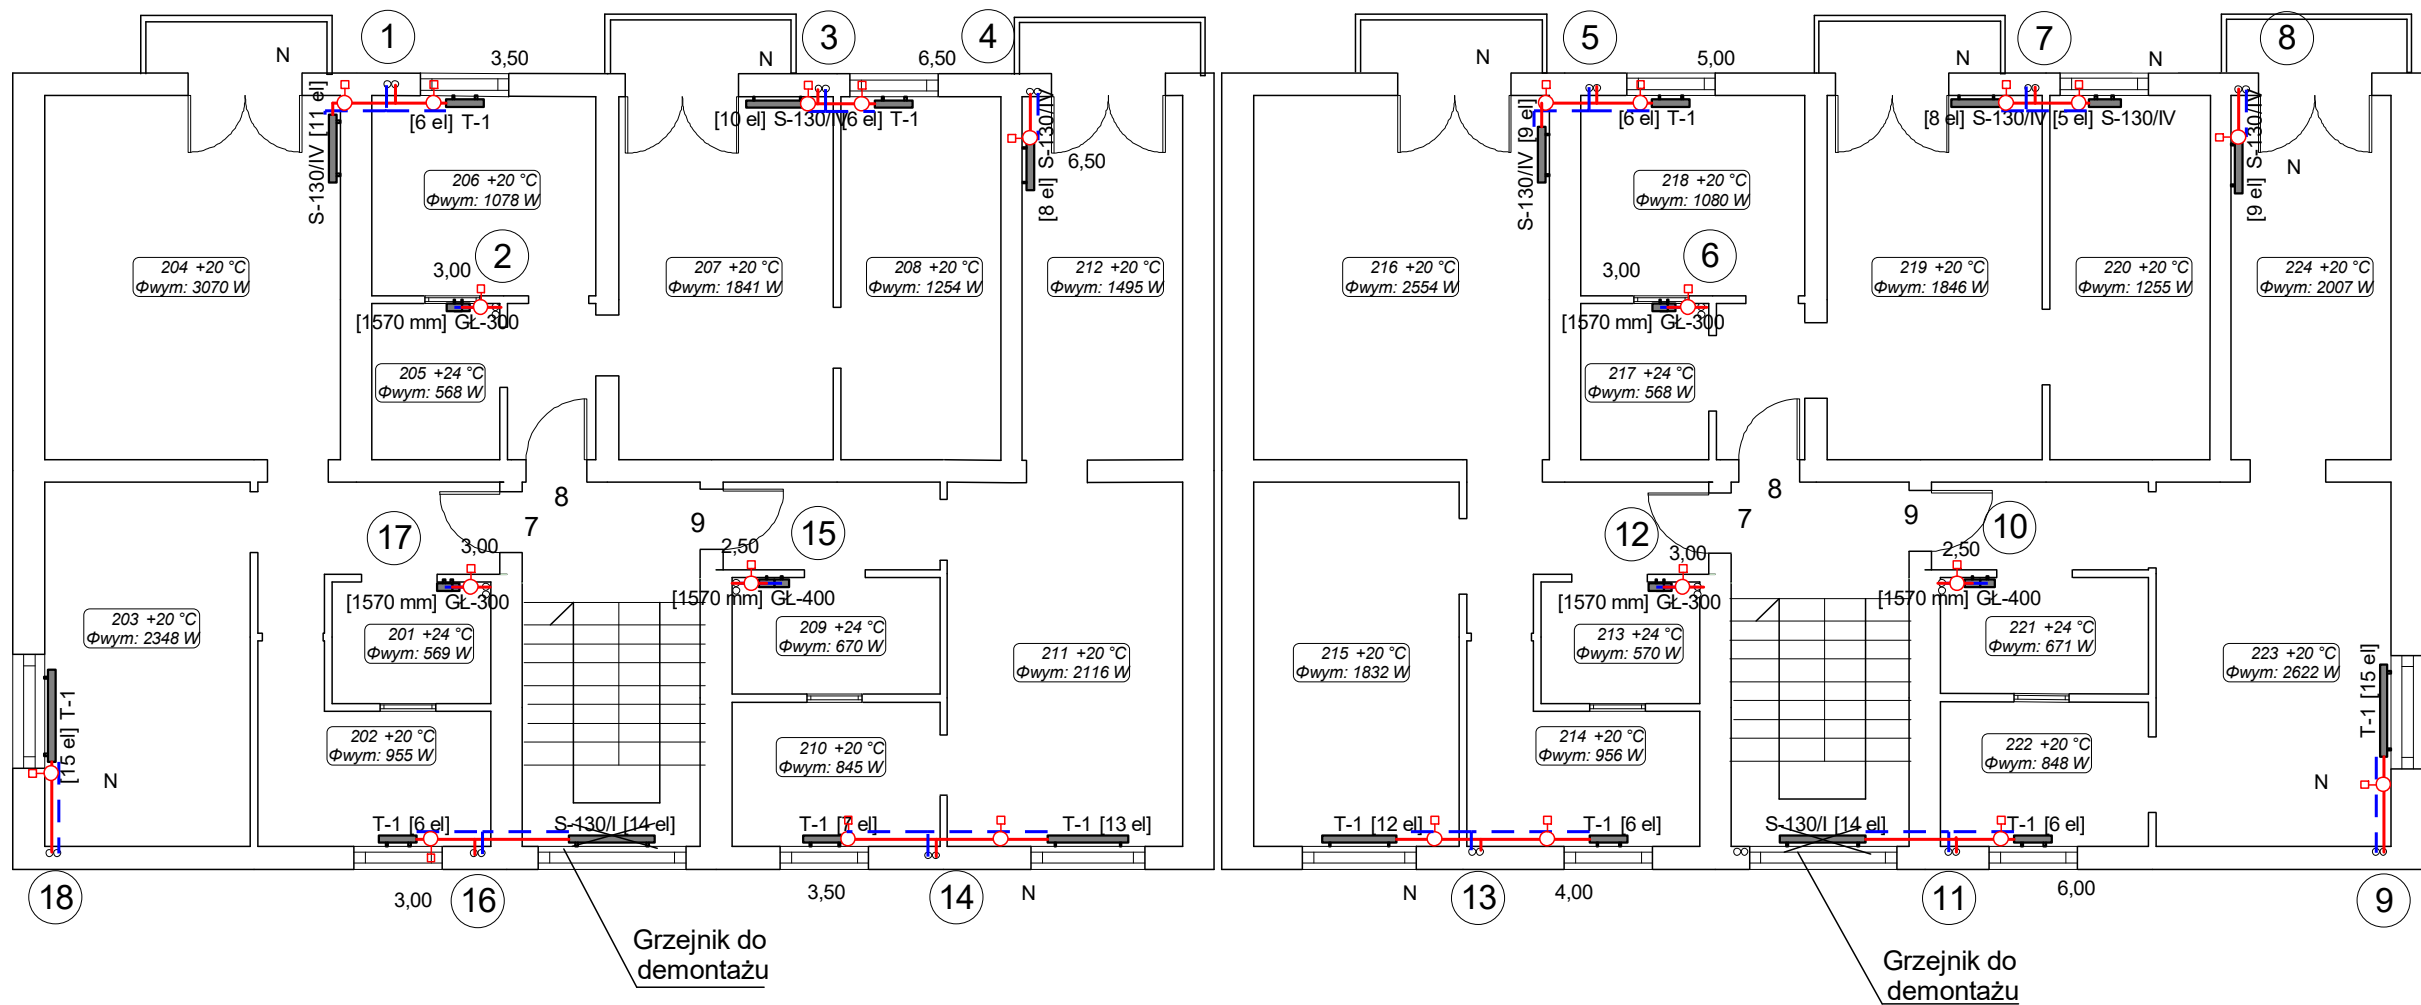 1
3
4
5
7
8
N
3,50
N
6,50
N
5,00
N
N
S-130/IV [11 el]
[6 el] T-1
[10 el] S-130/IV
[6 el] T-1
[8 el] S-130/IV
6,50
S-130/IV [9 el]
[6 el] T-1
[8 el] S-130/IV
[5 el] S-130/IV
[9 el] S-130/IV
N
206 +20 °C
Φwym: 1078 W
218 +20 °C
Φwym: 1080 W
2
3,00
6
3,00
204 +20 °C
Φwym: 3070 W
207 +20 °C
Φwym: 1841 W
208 +20 °C
Φwym: 1254 W
212 +20 °C
Φwym: 1495 W
216 +20 °C
Φwym: 2554 W
219 +20 °C
Φwym: 1846 W
220 +20 °C
Φwym: 1255 W
224 +20 °C
Φwym: 2007 W
[1570 mm] GŁ-300
[1570 mm] GŁ-300
205 +24 °C
Φwym: 568 W
217 +24 °C
Φwym: 568 W
8
7
9
8
7
9
17
3,00
15
2,50
12
3,00
10
2,50
[1570 mm] GŁ-300
[1570 mm] GŁ-400
[1570 mm] GŁ-300
[1570 mm] GŁ-400
203 +20 °C
Φwym: 2348 W
201 +24 °C
Φwym: 569 W
209 +24 °C
Φwym: 670 W
211 +20 °C
Φwym: 2116 W
215 +20 °C
Φwym: 1832 W
213 +24 °C
Φwym: 570 W
221 +24 °C
Φwym: 671 W
223 +20 °C
Φwym: 2622 W
[15 el] T-1
T-1 [15 el]
202 +20 °C
Φwym: 955 W
210 +20 °C
Φwym: 845 W
214 +20 °C
Φwym: 956 W
222 +20 °C
Φwym: 848 W
N
N
T-1 [6 el]
S-130/I [14 el]
T-1 [7 el]
T-1 [13 el]
T-1 [12 el]
T-1 [6 el]
S-130/I [14 el]
T-1 [6 el]
18
3,00
16
3,50
14
N
N
13
4,00
11
6,00
9
Grzejnik do
demontażu
Grzejnik do
demontażu